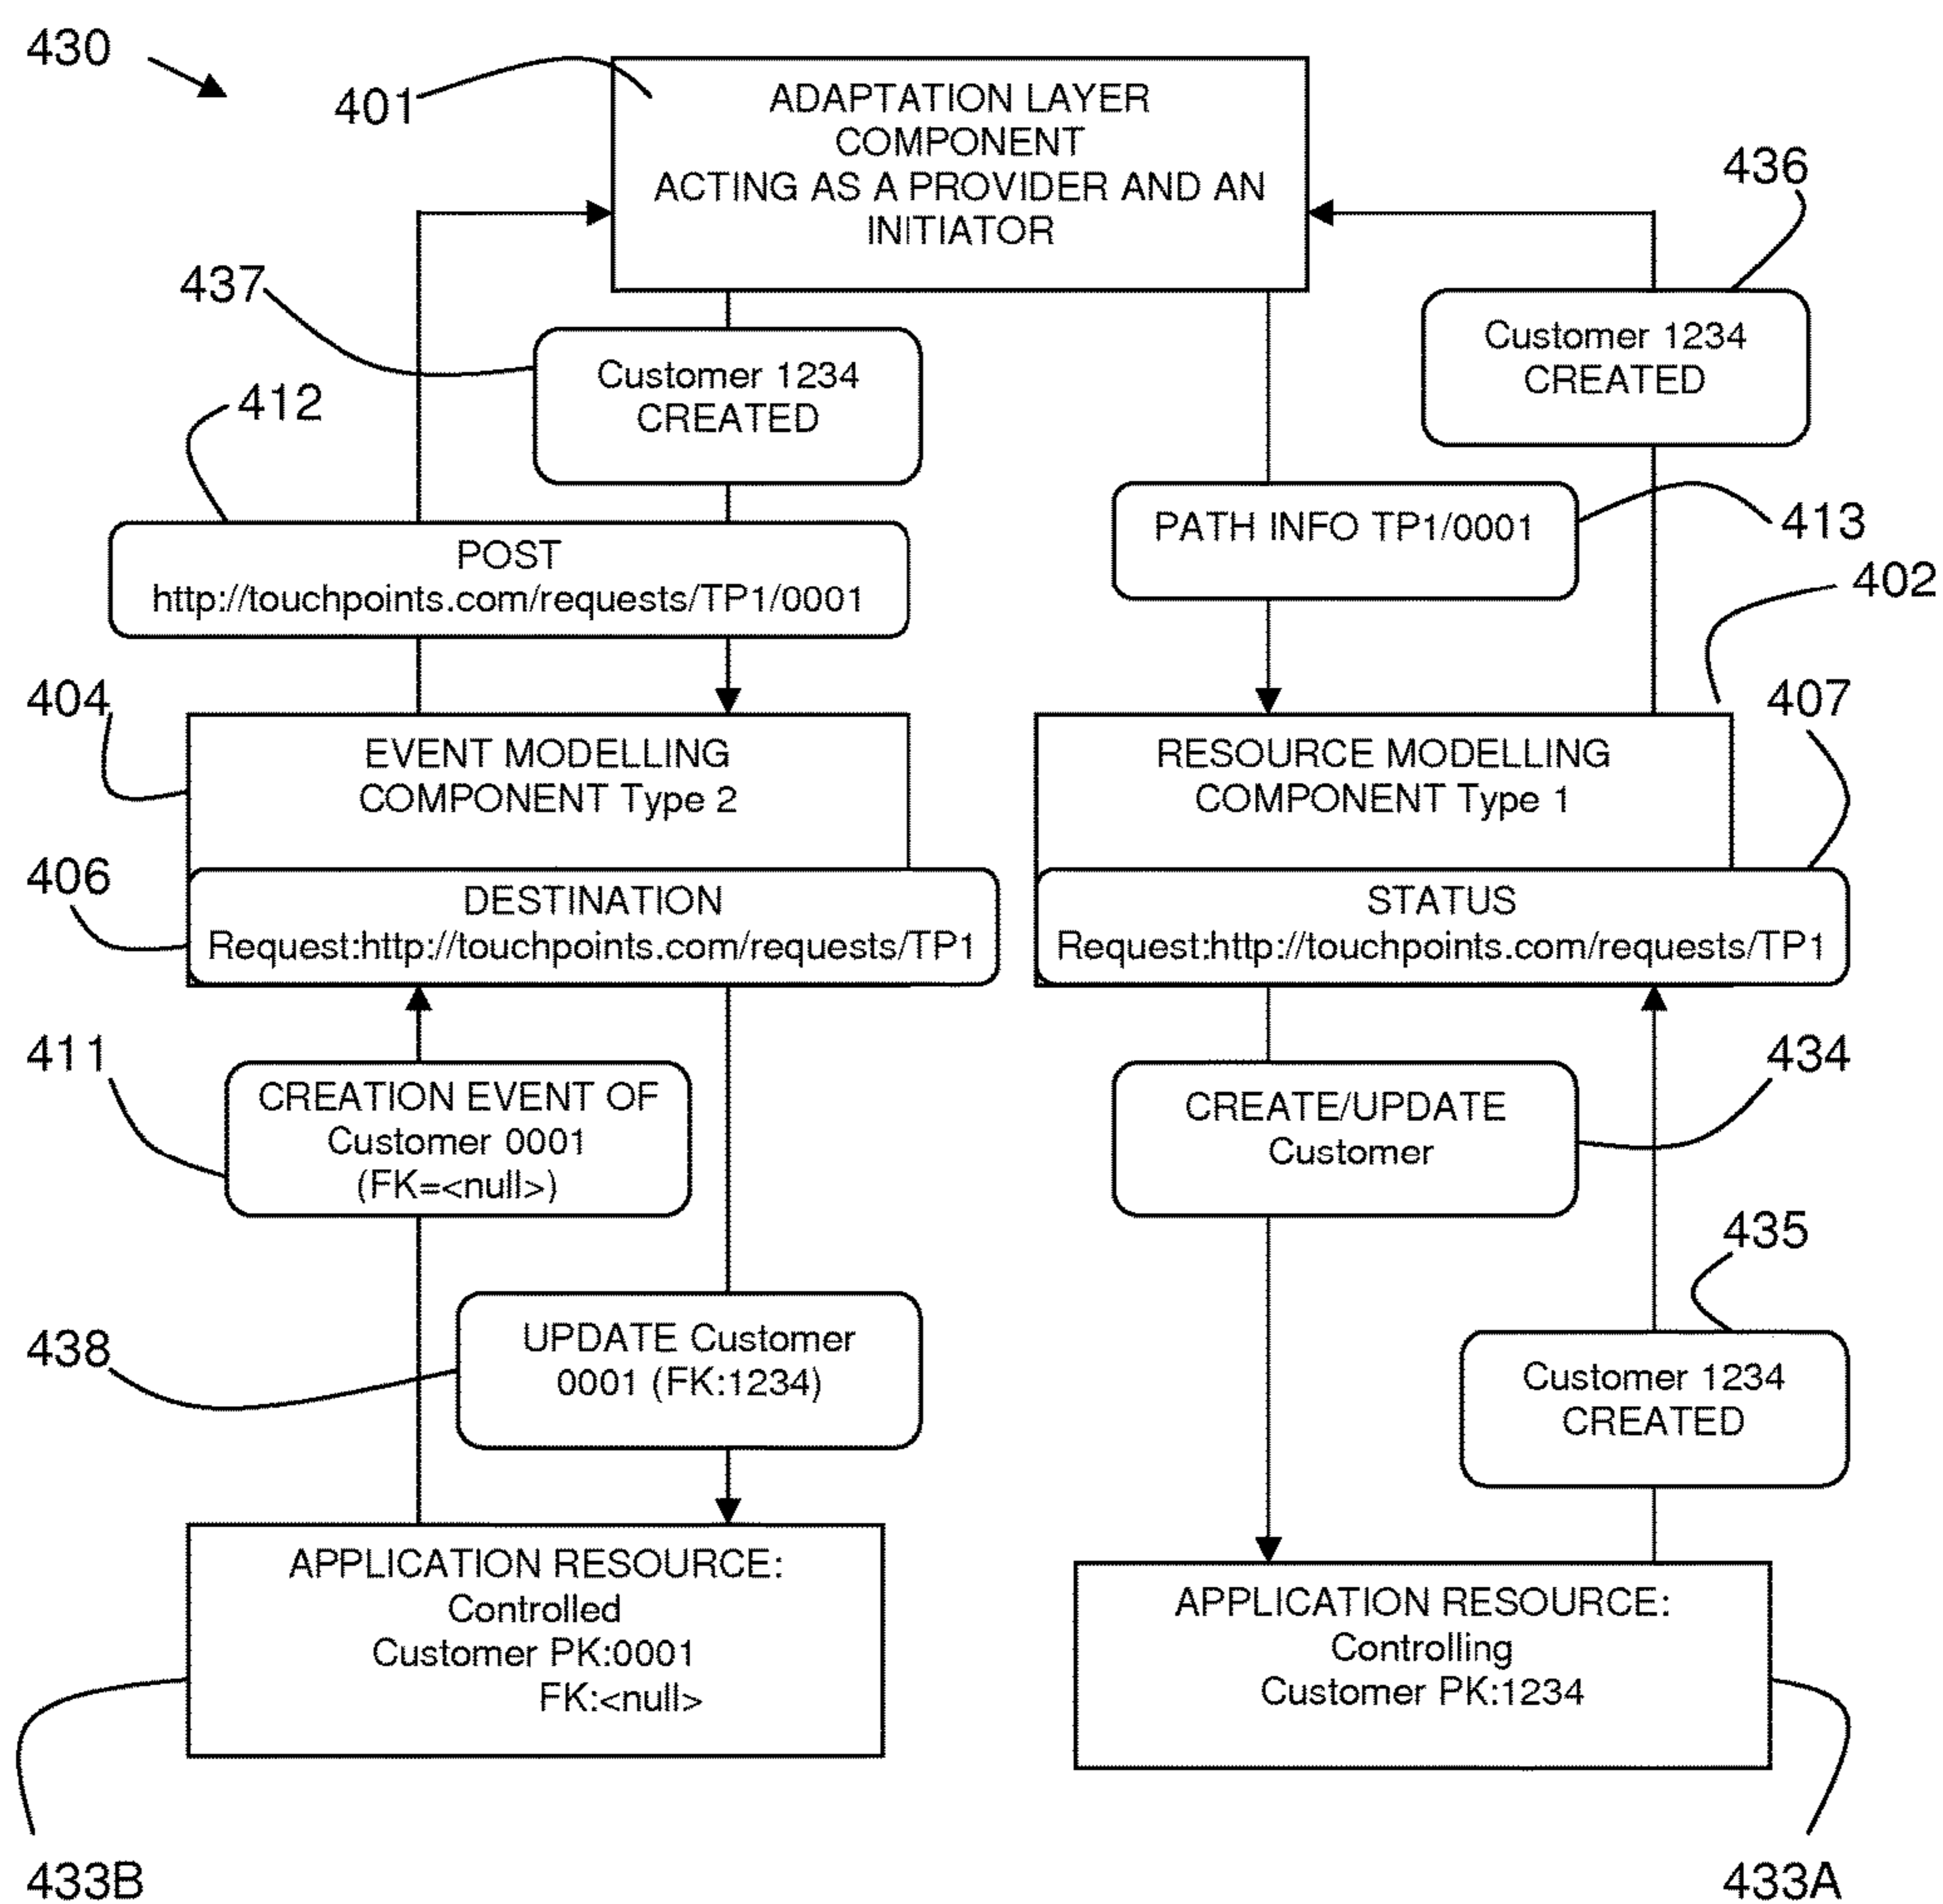 430
401
ADAPTATION LAYER
COMPONENT
ACTING AS A PROVIDER AND AN
INITIATOR
436
437
Customer 1234
CREATED
Customer 1234
CREATED
412
PATH INFO TP1/0001
413
POST
http://touchpoints.com/requests/TP1/0001
402
404
407
EVENT MODELLING
COMPONENT Type 2
RESOURCE MODELLING
COMPONENT Type 1
406
DESTINATION
Request:http://touchpoints.com/requests/TP1
STATUS
Request:http://touchpoints.com/requests/TP1
411
434
CREATION EVENT OF
Customer 0001
(FK=<null>)
CREATE/UPDATE
Customer
435
438
UPDATE Customer
0001 (FK:1234)
Customer 1234
CREATED
APPLICATION RESOURCE:
Controlled
Customer PK:0001
FK:<null>
APPLICATION RESOURCE:
Controlling
Customer PK:1234
433B
433A